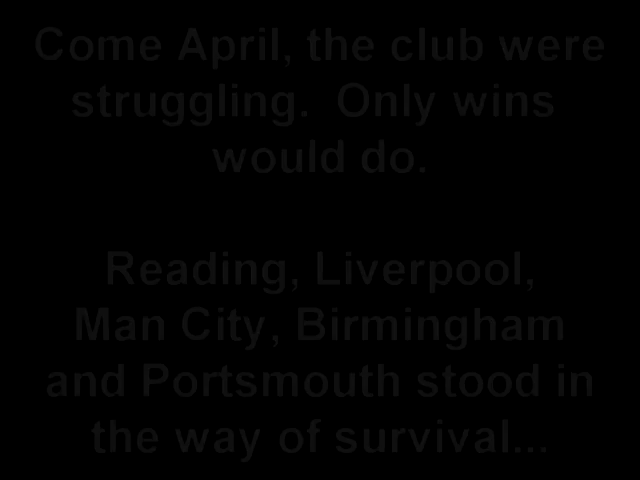 Come April, the club were
struggling.  Only wins
would do.
Reading, Liverpool,
Man City, Birmingham
and Portsmouth stood in
the way of survival...